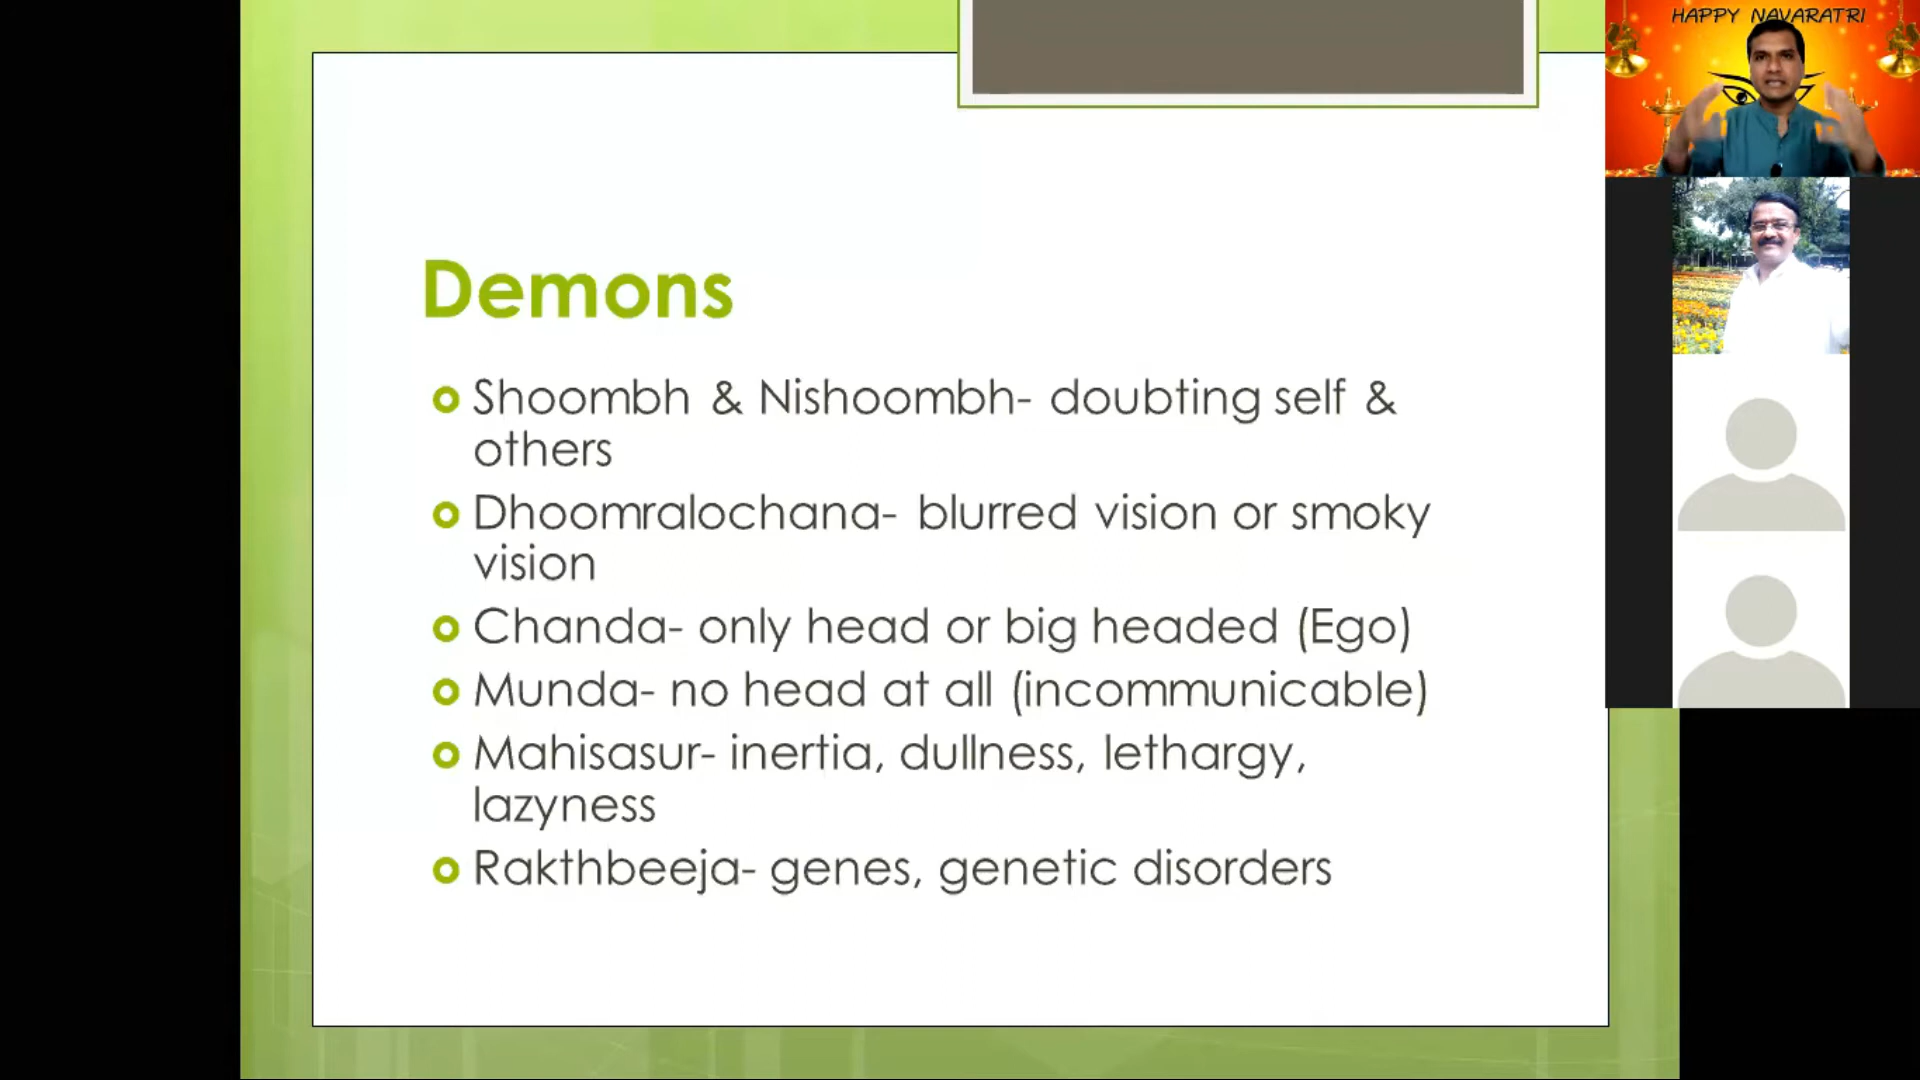 HAPPY NAVARATRI
Demons
Shoombh & Nishoombh- doubting self &
others
Dhoomralochana- blurred vision or smoky
vision
Chanda- only head or big headed (Ego)
Munda- no head at all (incommunicable)
Mahisasur- inertia, dullness, lethargy,
lazyness
Rakthbeeja- genes, genetic disorders